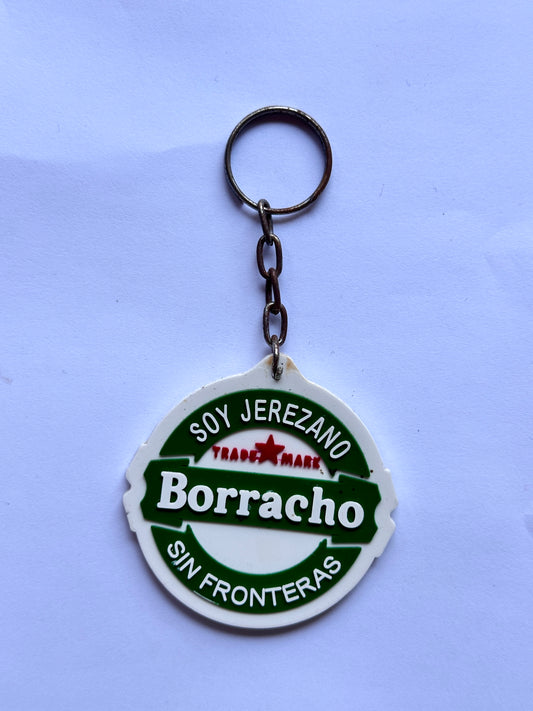 SOY JEREZANO
TRADE MARK
Borracho
SIN FRONTERAS